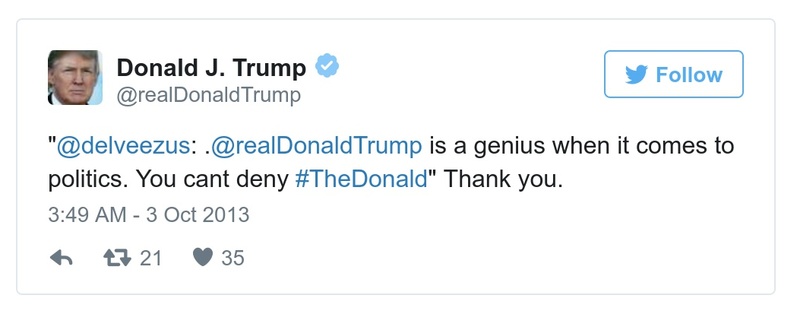 Donald J. Trump
@realDonaldTrump
Follow
"@delveezus: .@realDonaldTrump is a genius when it comes to
politics. You cant deny #TheDonald" Thank you.
3:49 AM - 3 Oct 2013
21 35